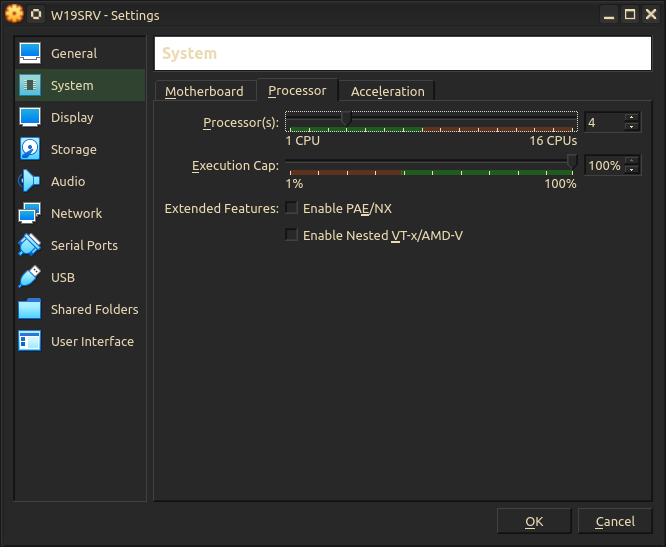 W19SRV - Settings
General
System
Display
Storage
Audio
Network
Serial Ports
USB
Shared Folders
User Interface
System
Motherboard Processor Acceleration
Processor(s): 4
1 CPU 16 CPUs
Execution Cap: 100%
1% 100%
Extended Features: Enable PAE/NX
Enable Nested VT-x/AMD-V
OK Cancel